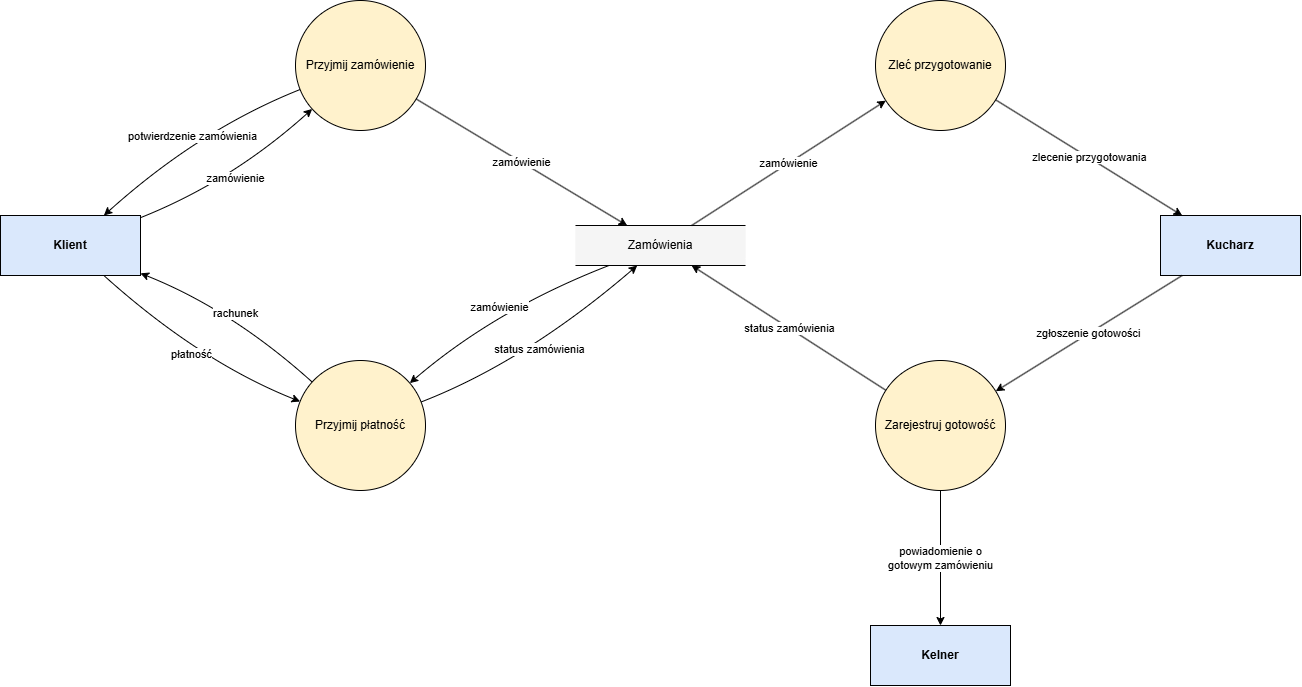 Przyjmij zamówienie
Zleć przygotowanie
potwierdzenie zamówienia
zamówienie
zamówienie
zamówienie
zlecenie przygotowania
Klient
Zamówienia
Kucharz
rachunek
płatność
zamówienie
status zamówienia
status zamówienia
zgłoszenie gotowości
Przyjmij płatność
Zarejestruj gotowość
powiadomienie o
gotowym zamówieniu
Kelner